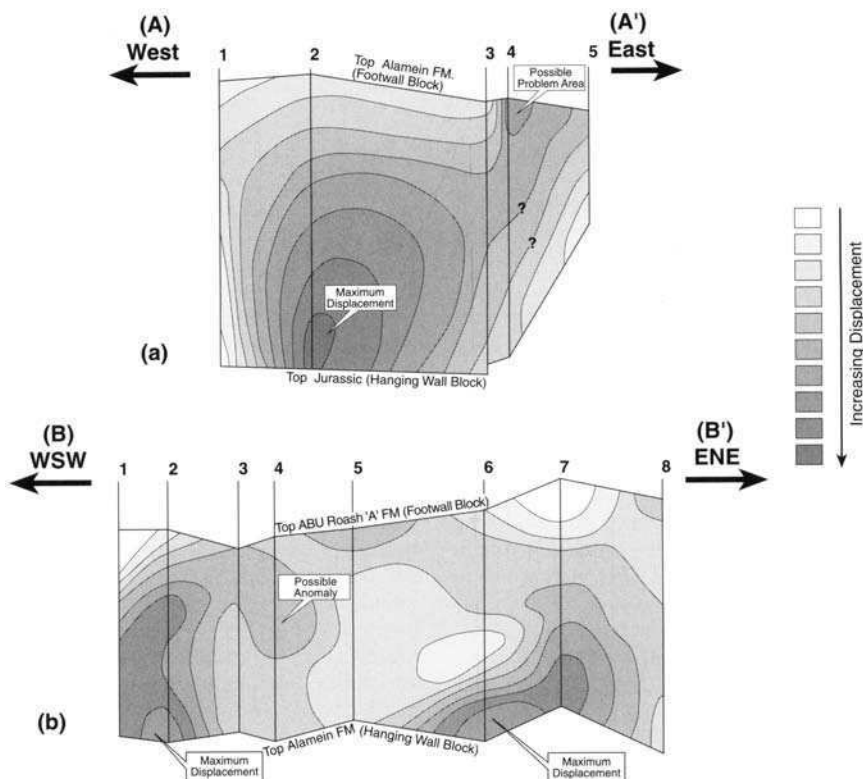 (A)
West
(A')
East
1
2
3
4
5
Top Alamein FM.
(Footwall Block)
Possible
Problem Area
?
?
Maximum
Displacement
(a)
Top Jurassic (Hanging Wall Block)
Increasing Displacement
(B)
WSW
(B')
ENE
1
2
3
4
5
6
7
8
Top ABU Roash 'A' FM (Footwall Block)
Possible
Anomaly
(b)
Top Alamein FM (Hanging Wall Block)
Maximum
Displacement
Maximum
Displacement